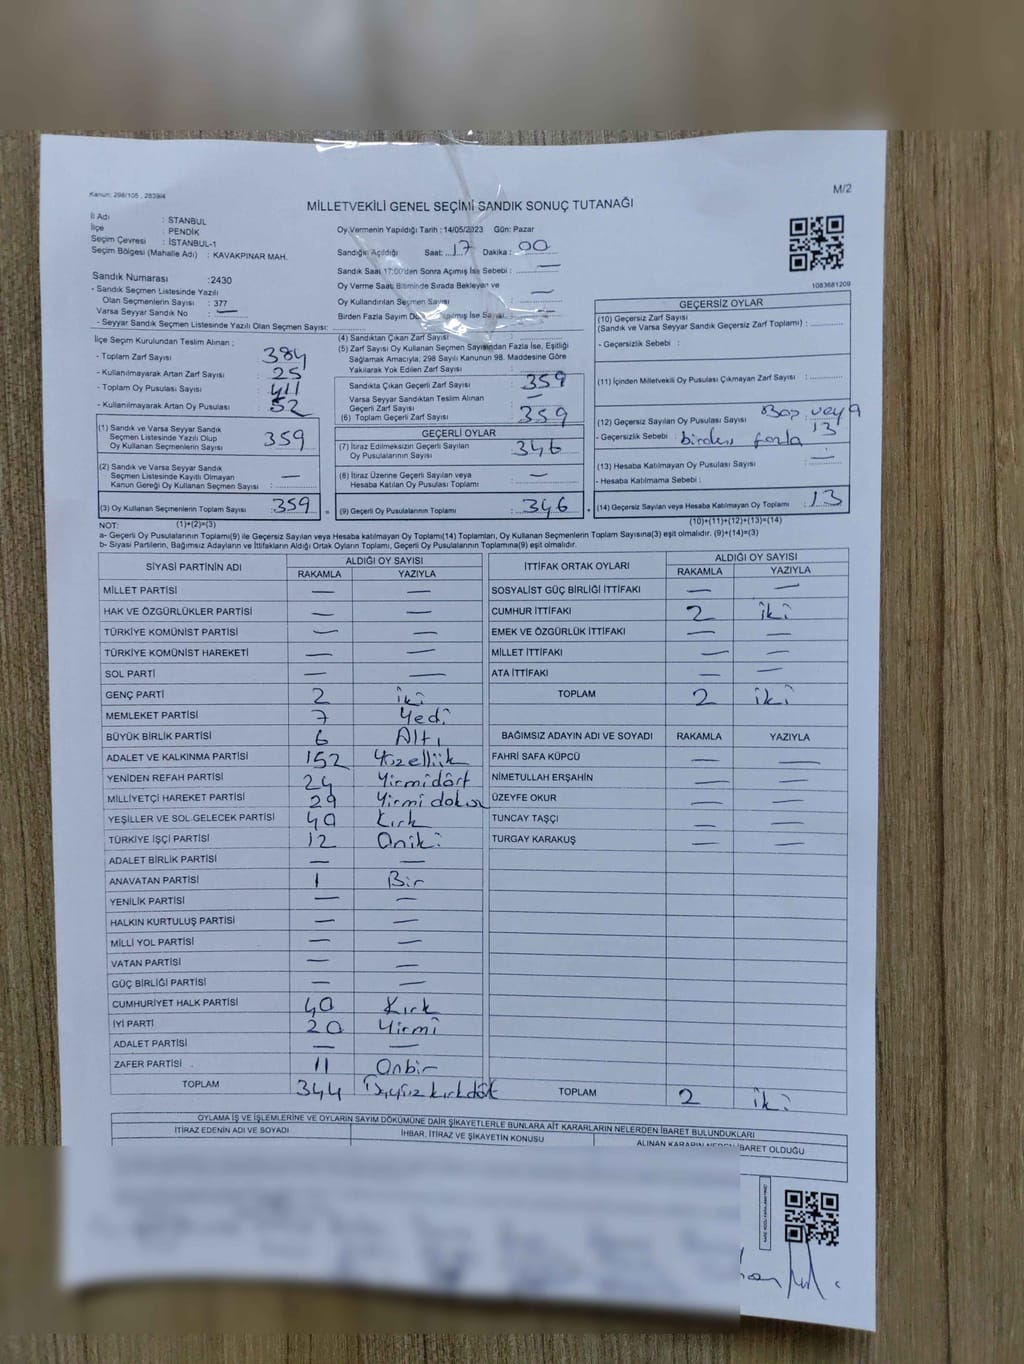 Kanun: 298/105 , 2839/4
M/2
MİLLETVEKİLİ GENEL SEÇİMİ SANDIK SONUÇ TUTANAĞI
İl Adı : İSTANBUL
İlçe : PENDİK
Seçim Çevresi : İSTANBUL-1
Seçim Bölgesi (Mahalle Adı) : KAVAKPINAR MAH.
Sandık Numarası :2430
- Sandık Seçmen Listesinde Yazılı
Olan Seçmenlerin Sayısı : 377
Varsa Seyyar Sandık No : —
- Seyyar Sandık Seçmen Listesinde Yazılı Olan Seçmen Sayısı:
Oy Vermenin Yapıldığı Tarih : 14/05/2023 Gün: Pazar
Sandığın Açıldığı Saat: 17 Dakika : 00
Sandık Saat 17:00'den Sonra Açımış İse Sebebi : —
Oy Verme Saati Bitiminde Sırada Bekleyen ve —
Oy Kullandırılan Seçmen Sayısı
Birden Fazla Sayım İse Sayısı : —
1083681209
İlçe Seçim Kurulundan Teslim Alınan ;
- Toplam Zarf Sayısı : 384
- Kullanılmayarak Artan Zarf Sayısı : 25
- Toplam Oy Pusulası Sayısı : 411
- Kullanılmayarak Artan Oy Pusulası : 52
(1) Sandık ve Varsa Seyyar Sandık
Seçmen Listesinde Yazılı Olup
Oy Kullanan Seçmenlerin Sayısı : 359
(2) Sandık ve Varsa Seyyar Sandık
Seçmen Listesinde Kayıtlı Olmayan
Kanun Gereği Oy Kullanan Seçmen Sayısı : —
(3) Oy Kullanan Seçmenlerin Toplam Sayısı : 359
(4) Sandıktan Çıkan Zarf Sayısı :
(5) Zarf Sayısı Oy Kullanan Seçmen Sayısından Fazla İse, Eşitliği
Sağlamak Amacıyla; 298 Sayılı Kanunun 98. Maddesine Göre
Yakılarak Yok Edilen Zarf Sayısı :
Sandıkta Çıkan Geçerli Zarf Sayısı : 359
Varsa Seyyar Sandıktan Teslim Alınan
Geçerli Zarf Sayısı : —
(6) Toplam Geçerli Zarf Sayısı : 359
GEÇERLİ OYLAR
(7) İtiraz Edilmeksizin Geçerli Sayılan
Oy Pusulalarının Sayısı : 346
(8) İtiraz Üzerine Geçerli Sayılan veya
Hesaba Katılan Oy Pusulası Toplamı : —
= (9) Geçerli Oy Pusulalarının Toplamı : 346
GEÇERSİZ OYLAR
(10) Geçersiz Zarf Sayısı
(Sandık ve Varsa Seyyar Sandık Geçersiz Zarf Toplamı) :
- Geçersizlik Sebebi :
(11) İçinden Milletvekili Oy Pusulası Çıkmayan Zarf Sayısı :
(12) Geçersiz Sayılan Oy Pusulası Sayısı : 13
- Geçersizlik Sebebi : Boş veya birden fazla
(13) Hesaba Katılmayan Oy Pusulası Sayısı : —
- Hesaba Katılmama Sebebi :
+ (14) Geçersiz Sayılan veya Hesaba Katılmayan Oy Toplamı : 13
NOT: (1)+(2)=(3)
(10)+(11)+(12)+(13)=(14)
a- Geçerli Oy Pusulalarının Toplamı(9) ile Geçersiz Sayılan veya Hesaba Katılmayan Oy Toplamı(14) Toplamları, Oy Kullanan Seçmenlerin Toplam Sayısına(3) eşit olmalıdır. (9)+(14)=(3)
b- Siyasi Partilerin, Bağımsız Adayların ve İttifakların Aldığı Ortak Oyların Toplamı, Geçerli Oy Pusulalarının Toplamına(9) eşit olmalıdır.
SİYASİ PARTİNİN ADI ALDIĞI OY SAYISI
RAKAMLA YAZIYLA
MİLLET PARTİSİ — —
HAK VE ÖZGÜRLÜKLER PARTİSİ — —
TÜRKİYE KOMÜNİST PARTİSİ — —
TÜRKİYE KOMÜNİST HAREKETİ — —
SOL PARTİ — —
GENÇ PARTİ 2 iki
MEMLEKET PARTİSİ 7 Yedi
BÜYÜK BİRLİK PARTİSİ 6 Altı
ADALET VE KALKINMA PARTİSİ 152 Yüzelliik
YENİDEN REFAH PARTİSİ 24 Yirmidört
MİLLİYETÇİ HAREKET PARTİSİ 29 Yirmi dokuz
YEŞİLLER VE SOL GELECEK PARTİSİ 40 Kırk
TÜRKİYE İŞÇİ PARTİSİ 12 Oniki
ADALET BİRLİK PARTİSİ — —
ANAVATAN PARTİSİ 1 Bir
YENİLİK PARTİSİ — —
HALKIN KURTULUŞ PARTİSİ — —
MİLLİ YOL PARTİSİ — —
VATAN PARTİSİ — —
GÜÇ BİRLİĞİ PARTİSİ — —
CUMHURİYET HALK PARTİSİ 40 Kırk
İYİ PARTİ 20 Yirmi
ADALET PARTİSİ — —
ZAFER PARTİSİ 11 Onbir
TOPLAM 344 Üçyüzkırkdört
İTTİFAK ORTAK OYLARI ALDIĞI OY SAYISI
RAKAMLA YAZIYLA
SOSYALİST GÜÇ BİRLİĞİ İTTİFAKI — —
CUMHUR İTTİFAKI 2 iki
EMEK VE ÖZGÜRLÜK İTTİFAKI — —
MİLLET İTTİFAKI — —
ATA İTTİFAKI — —
TOPLAM 2 iki
BAĞIMSIZ ADAYIN ADI VE SOYADI RAKAMLA YAZIYLA
FAHRİ SAFA KÜPCÜ — —
NİMETULLAH ERŞAHİN — —
ÜZEYFE OKUR — —
TUNCAY TAŞÇI — —
TURGAY KARAKUŞ — —
TOPLAM 2 iki
OYLAMA İŞ VE İŞLEMLERİNE VE OYLARIN SAYIM DÖKÜMÜNE DAİR ŞİKAYETLERLE BUNLARA AİT KARARLARIN NELERDEN İBARET BULUNDUKLARI
İTİRAZ EDENİN ADI VE SOYADI
İHBAR, İTİRAZ VE ŞİKAYETİN KONUSU
ALINAN KARARIN NEDEN İBARET OLDUĞU